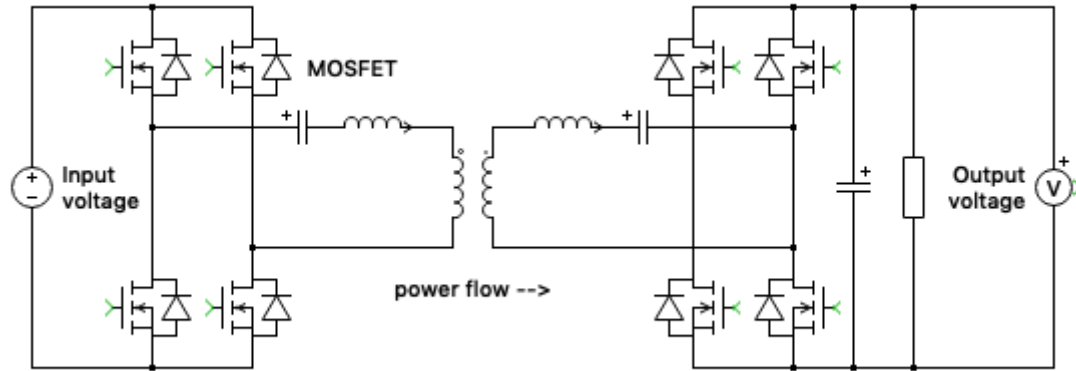 MOSFET
Input
voltage
Output
voltage
V
power flow -->